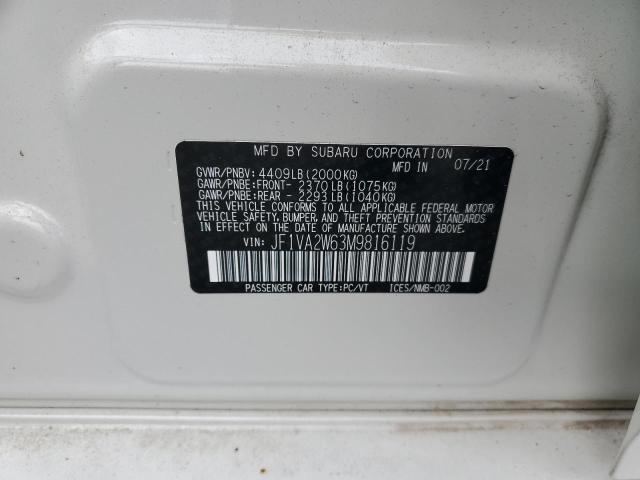 MFD BY SUBARU CORPORATION
MFD IN 07/21
GVWR/PNBV: 4409LB(2000KG)
GAWR/PNBE:FRONT- 2370LB(1075KG)
GAWR/PNBE:REAR - 2293LB(1040KG)
THIS VEHICLE CONFORMS TO ALL APPLICABLE FEDERAL MOTOR
VEHICLE SAFETY, BUMPER, AND THEFT PREVENTION STANDARDS
IN EFFECT ON THE DATE OF MANUFACTURE SHOWN ABOVE.
VIN: JF1VA2W63M9816119
PASSENGER CAR TYPE:PC/VT ICES/NMB-002